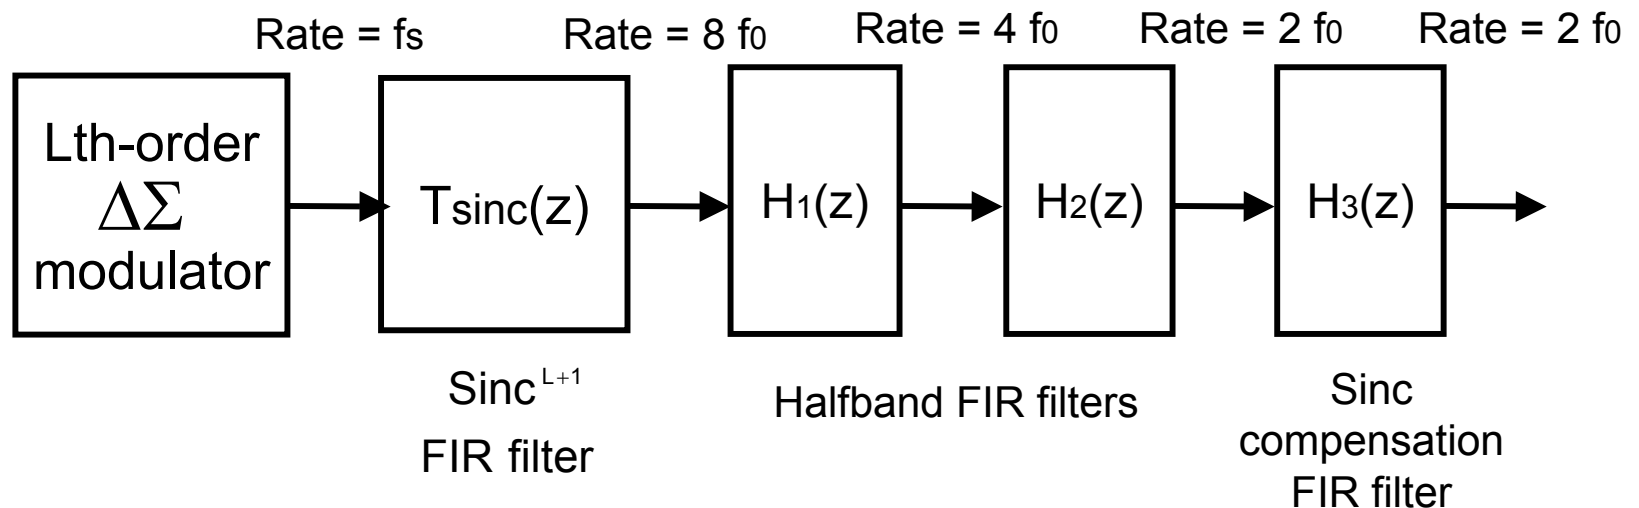 Rate = fs
Rate = 8 f0
Rate = 4 f0
Rate = 2 f0
Rate = 2 f0
Lth-order
ΔΣ
modulator
Tsinc(z)
H1(z)
H2(z)
H3(z)
Sinc L+1
FIR filter
Halfband FIR filters
Sinc
compensation
FIR filter